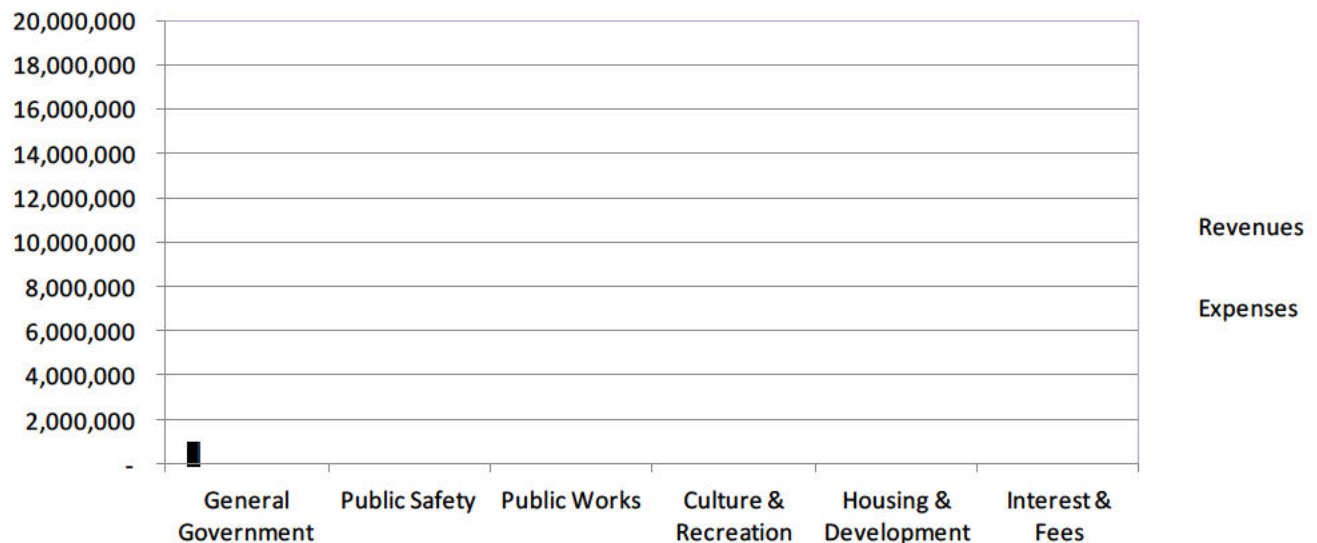 20,000,000
18,000,000
16,000,000
14,000,000
12,000,000
10,000,000
8,000,000
6,000,000
4,000,000
2,000,000
-
Revenues
Expenses
General Government
Public Safety
Public Works
Culture & Recreation
Housing & Development
Interest & Fees